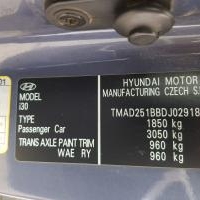 01
HYUNDAI MOTOR
MANUFACTURING CZECH
MODEL
i30
TYPE
Passenger Car
TRANS AXLE PAINT TRIM
WAE RY
TMAD251BBDJ02918
1850 kg
3050 kg
960 kg
960 kg